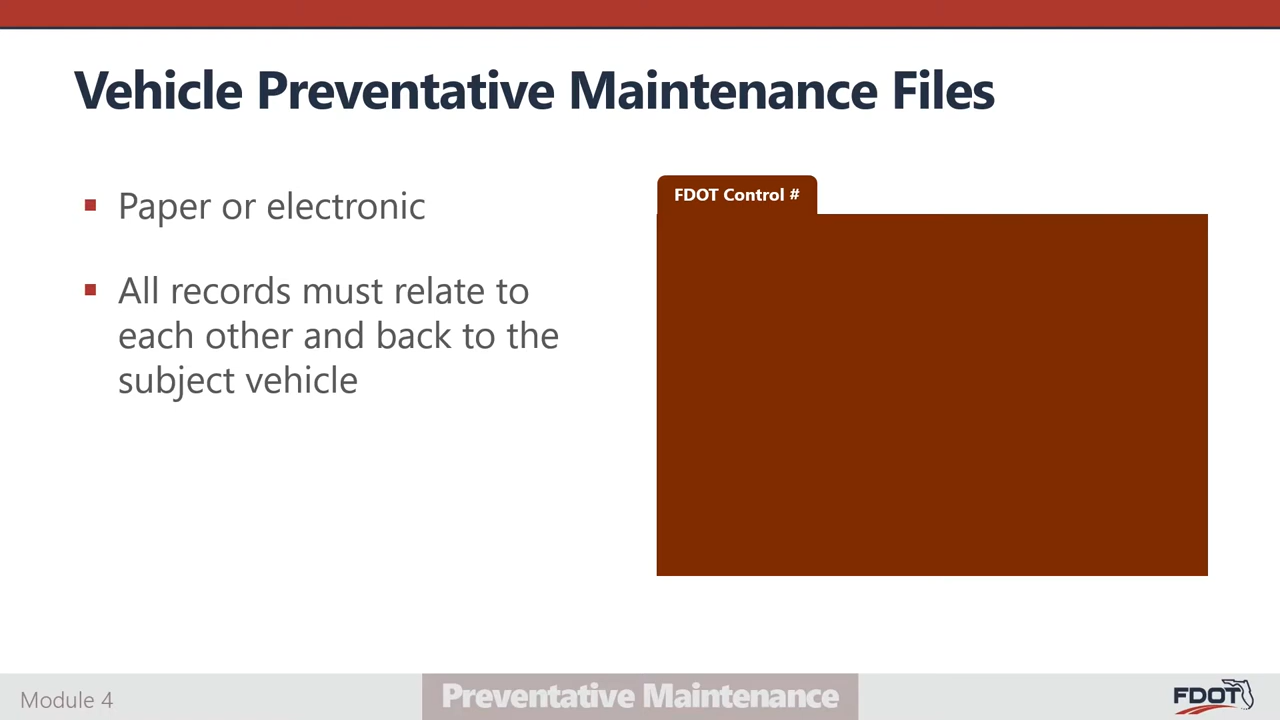 Vehicle Preventative Maintenance Files
Paper or electronic
All records must relate to
each other and back to the
subject vehicle
FDOT Control #
Module 4
Preventative Maintenance
FDOT